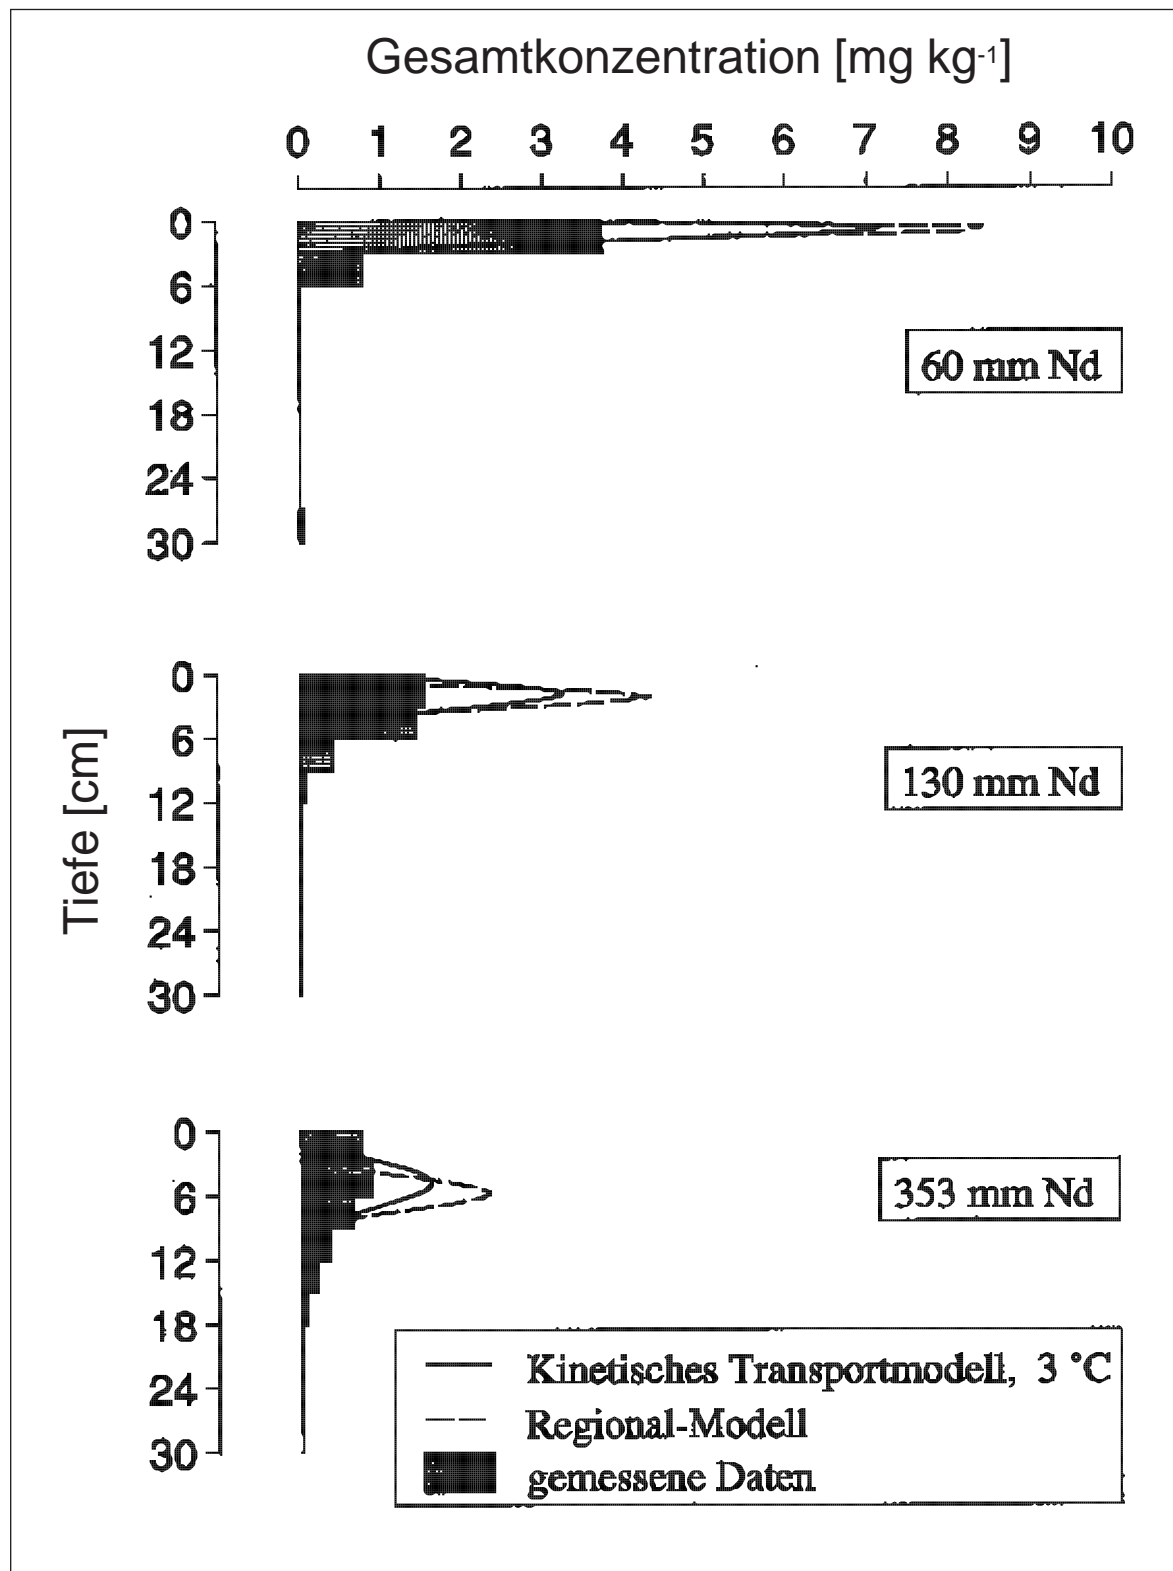 Gesamtkonzentration [mg kg-1]
0 1 2 3 4 5 6 7 8 9 10
0
6
12
18
24
30
60 mm Nd
Tiefe [cm]
0
6
12
18
24
30
130 mm Nd
0
6
12
18
24
30
353 mm Nd
Kinetisches Transportmodell, 3 °C
Regional-Modell
gemessene Daten